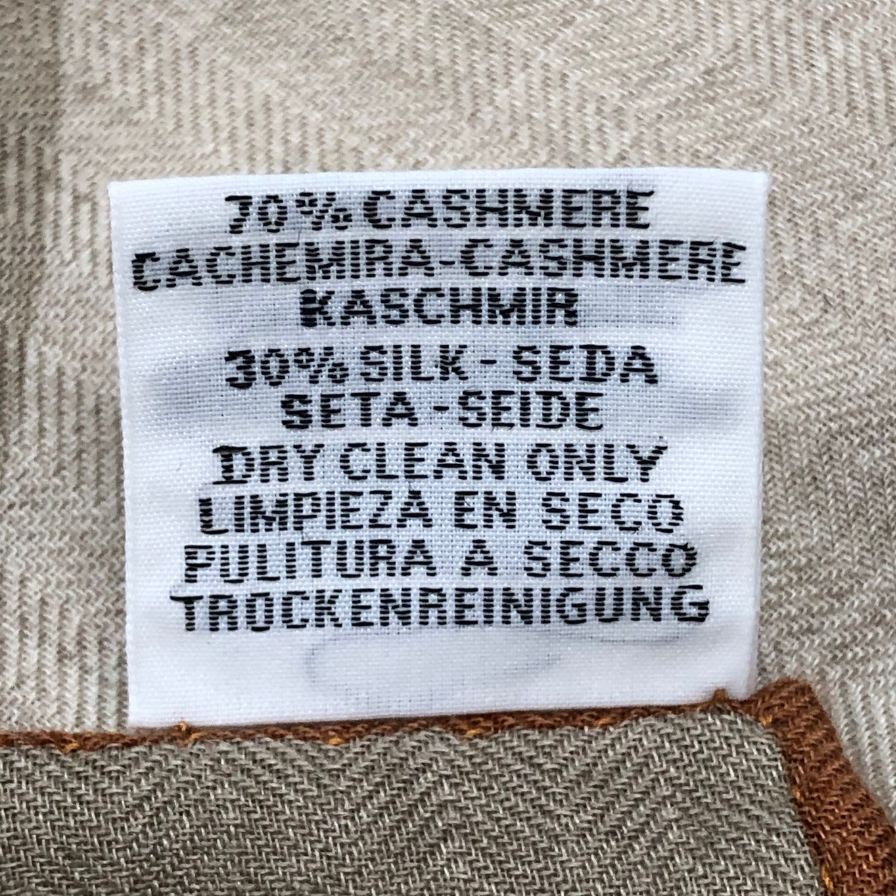 70% CASHMERE
CACHEMIRA-CASHMERE
KASCHMIR
30% SILK - SEDA
SETA - SEIDE
DRY CLEAN ONLY
LIMPIEZA EN SECO
PULITURA A SECCO
TROCKENREINIGUNG